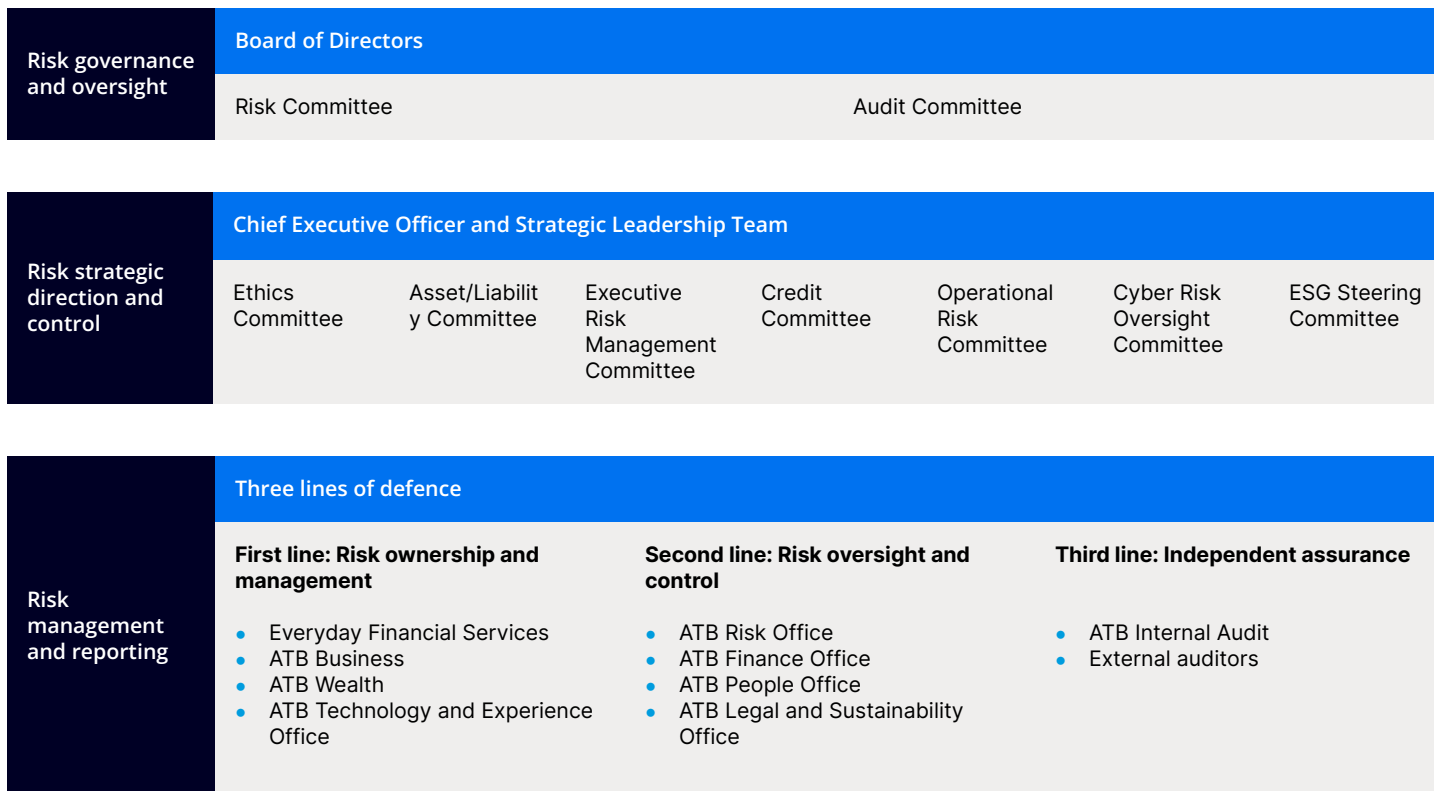 Risk governance
and oversight
Board of Directors
Risk Committee
Audit Committee
Risk strategic
direction and
control
Chief Executive Officer and Strategic Leadership Team
Ethics
Committee
Asset/Liabilit
y Committee
Executive
Risk
Management
Committee
Credit
Committee
Operational
Risk
Committee
Cyber Risk
Oversight
Committee
ESG Steering
Committee
Risk
management
and reporting
Three lines of defence
First line: Risk ownership and
management
● Everyday Financial Services
● ATB Business
● ATB Wealth
● ATB Technology and Experience
Office
Second line: Risk oversight and
control
● ATB Risk Office
● ATB Finance Office
● ATB People Office
● ATB Legal and Sustainability
Office
Third line: Independent assurance
● ATB Internal Audit
● External auditors